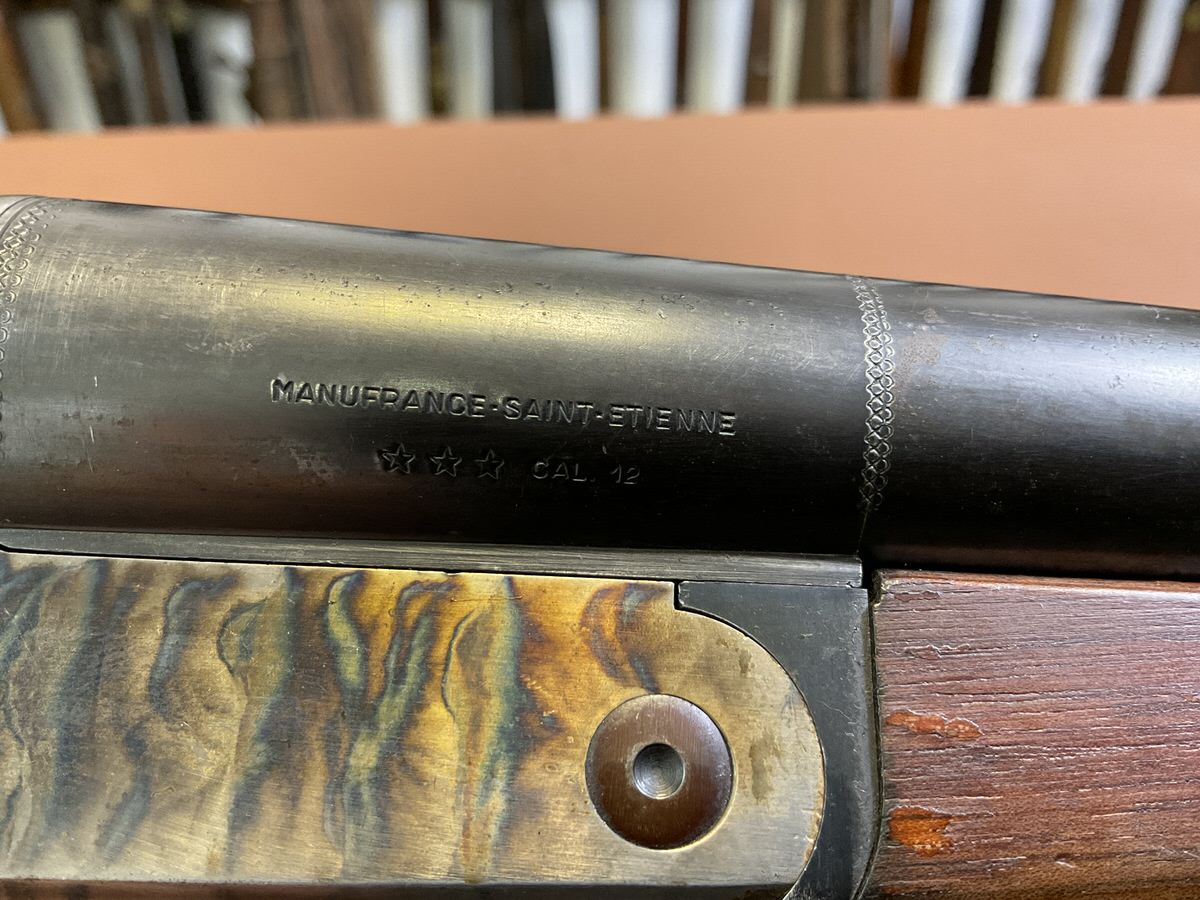 MANUFRANCE-SAINT-ETIENNE
☆ ☆ ☆ CAL. 12